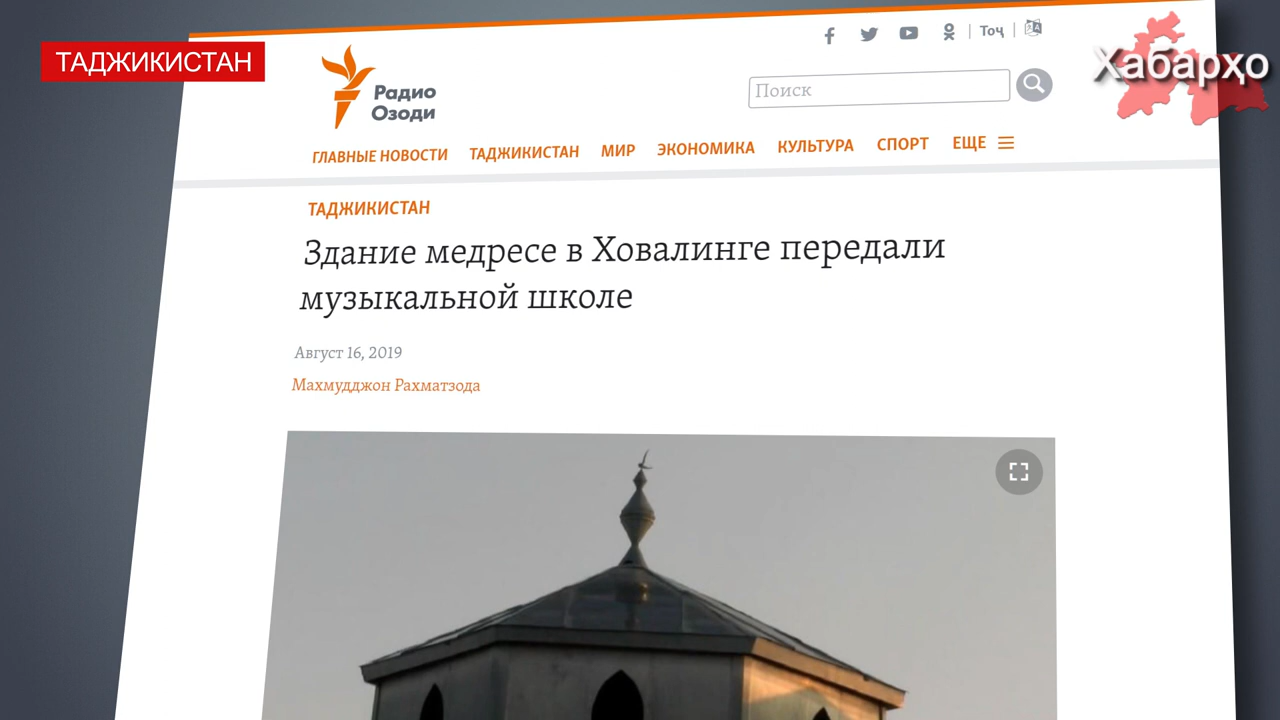 ТАДЖИКИСТАН
Хабарҳо
Тоҷ
Радио
Озоди
Поиск
ГЛАВНЫЕ НОВОСТИ ТАДЖИКИСТАН МИР ЭКОНОМИКА КУЛЬТУРА СПОРТ ЕЩЕ
ТАДЖИКИСТАН
Здание медресе в Ховалинге передали
музыкальной школе
Август 16, 2019
Махмудджон Рахматзода